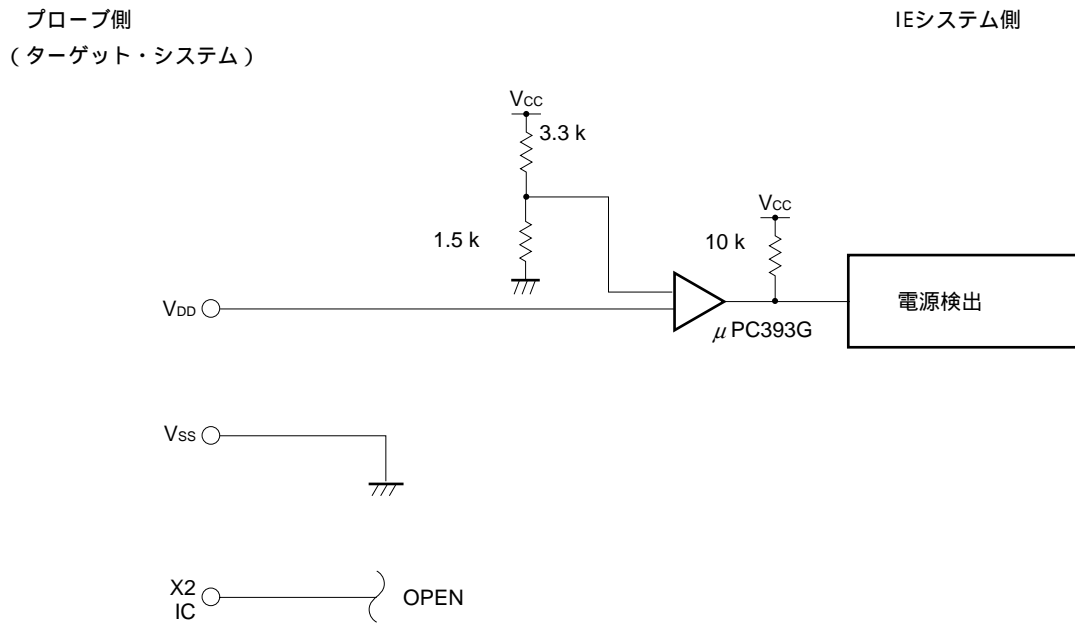 プローブ側
(ターゲット・システム)
IEシステム側
VCC
3.3 k
1.5 k
VCC
10 k
VDD
μPC393G
電源検出
VSS
X2
IC
OPEN